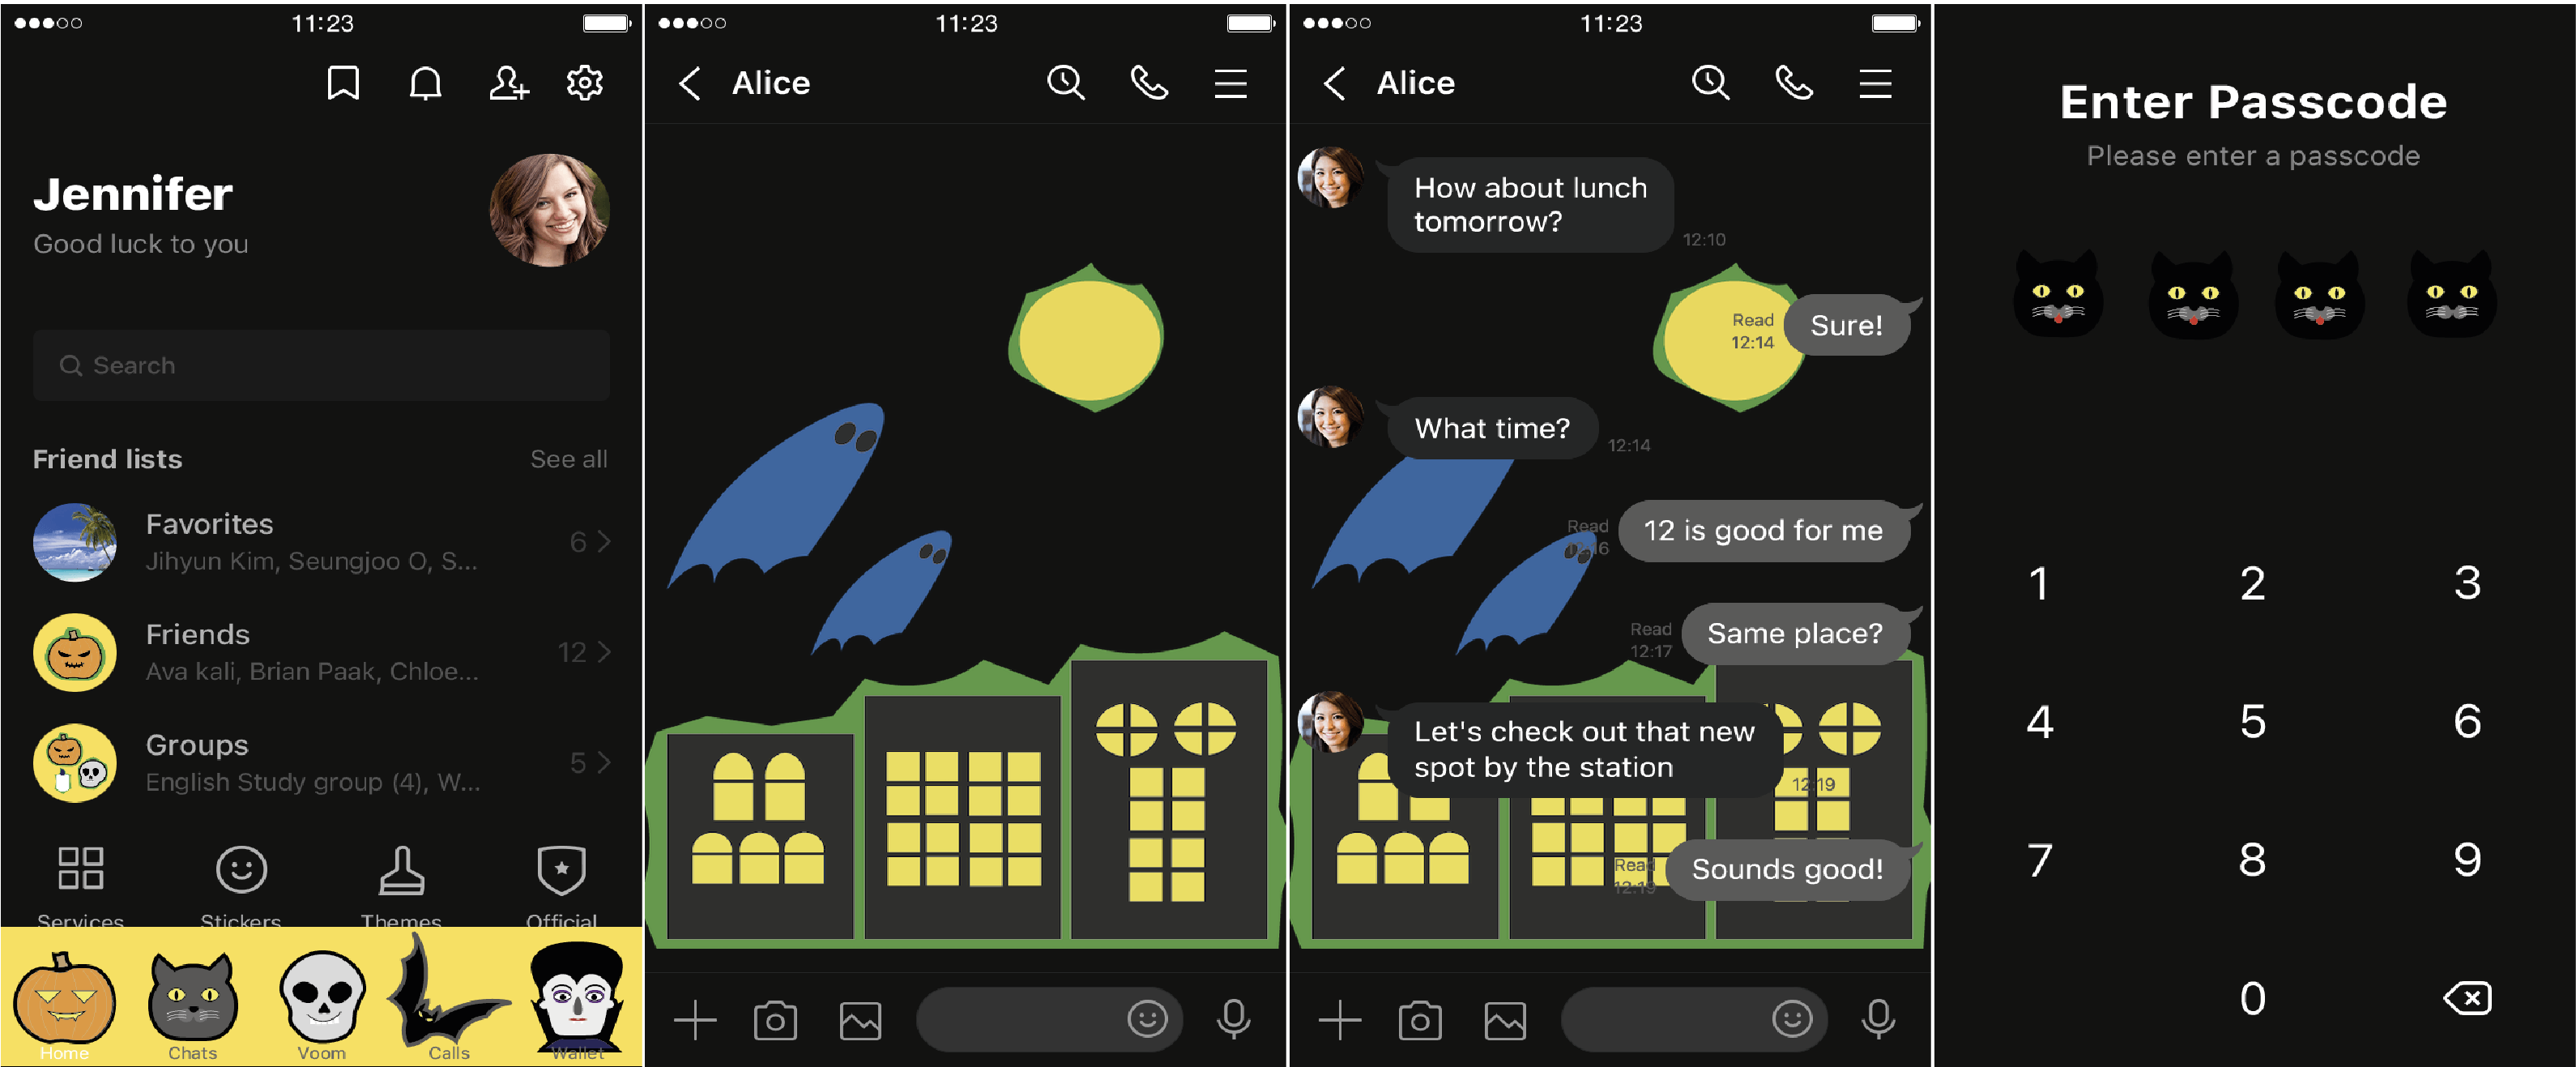 11:23
Jennifer
Good luck to you
Search
Friend lists
See all
Favorites
6
Jihyun Kim, Seungjoo O, S...
Friends
12
Ava kali, Brian Paak, Chloe...
Groups
5
English Study group (4), W...
Services
Stickers
Themes
Official
Home
Chats
Voom
Calls
Wallet
11:23
Alice
11:23
Alice
How about lunch
tomorrow?
12:10
Read
12:14
Sure!
What time?
12:14
Read
12:16
12 is good for me
Read
12:17
Same place?
Let's check out that new
spot by the station
12:19
Read
12:19
Sounds good!
Enter Passcode
Please enter a passcode
1
2
3
4
5
6
7
8
9
0